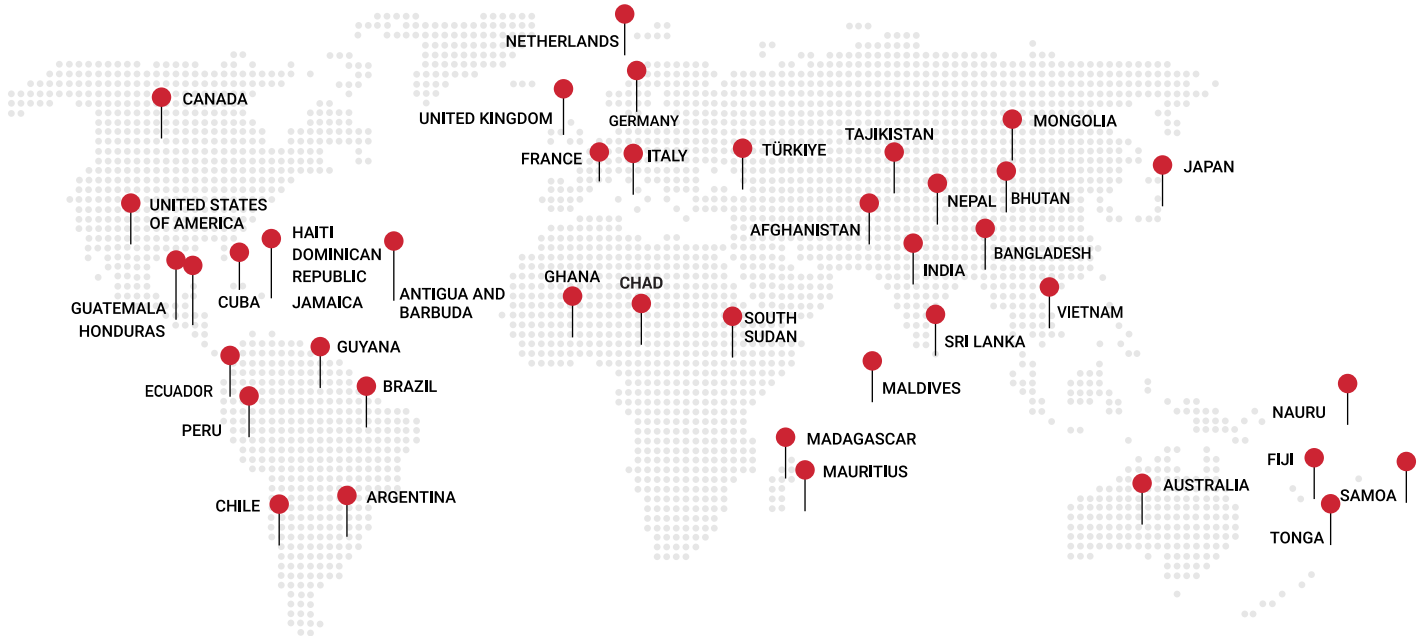 NETHERLANDS
CANADA
UNITED KINGDOM
GERMANY
MONGOLIA
TAJIKISTAN
FRANCE
ITALY
TÜRKIYE
JAPAN
UNITED STATES
OF AMERICA
NEPAL
BHUTAN
HAITI
DOMINICAN
REPUBLIC
JAMAICA
AFGHANISTAN
BANGLADESH
INDIA
GHANA
CHAD
ANTIGUA AND
BARBUDA
CUBA
GUATEMALA
HONDURAS
SOUTH
SUDAN
VIETNAM
SRI LANKA
GUYANA
ECUADOR
BRAZIL
MALDIVES
NAURU
PERU
MADAGASCAR
FIJI
MAURITIUS
AUSTRALIA
SAMOA
CHILE
ARGENTINA
TONGA